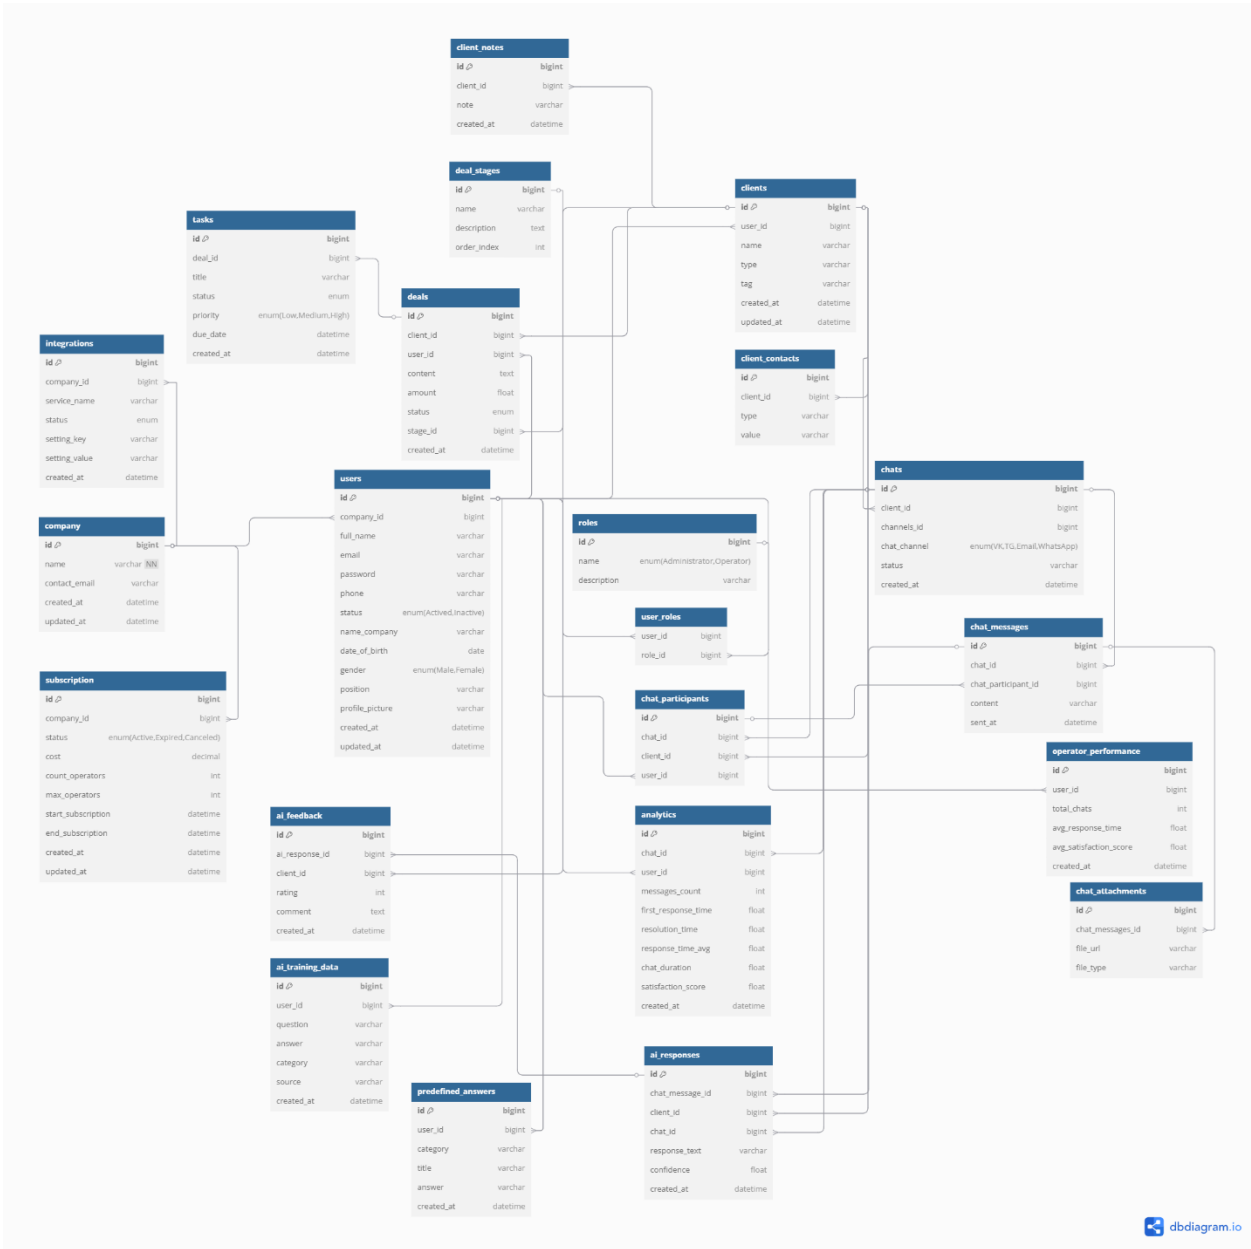 client_notes
id bigint
client_id bigint
note varchar
created_at datetime
deal_stages
id bigint
name varchar
description text
order_index int
clients
id bigint
user_id bigint
name varchar
type varchar
tag varchar
created_at datetime
updated_at datetime
tasks
id bigint
deal_id bigint
title varchar
status enum
priority enum(Low,Medium,High)
due_date datetime
created_at datetime
deals
id bigint
client_id bigint
user_id bigint
content text
amount float
status enum
stage_id bigint
created_at datetime
integrations
id bigint
company_id bigint
service_name varchar
status enum
setting_key varchar
setting_value varchar
created_at datetime
client_contacts
id bigint
client_id bigint
type varchar
value varchar
chats
id bigint
client_id bigint
channels_id bigint
chat_channel enum(VK,TG,Email,WhatsApp)
status varchar
created_at datetime
users
id bigint
company_id bigint
full_name varchar
email varchar
password varchar
phone varchar
status enum(Actived,Inactive)
name_company varchar
date_of_birth date
gender enum(Male,Female)
position varchar
profile_picture varchar
created_at datetime
updated_at datetime
company
id bigint
name varchar NN
contact_email varchar
created_at datetime
updated_at datetime
roles
id bigint
name enum(Administrator,Operator)
description varchar
user_roles
user_id bigint
role_id bigint
chat_messages
id bigint
chat_id bigint
chat_participant_id bigint
content varchar
sent_at datetime
subscription
id bigint
company_id bigint
status enum(Active,Expired,Canceled)
cost decimal
count_operators int
max_operators int
start_subscription datetime
end_subscription datetime
created_at datetime
updated_at datetime
chat_participants
id bigint
chat_id bigint
client_id bigint
user_id bigint
operator_performance
id bigint
user_id bigint
total_chats int
avg_response_time float
avg_satisfaction_score float
created_at datetime
ai_feedback
id bigint
ai_response_id bigint
client_id bigint
rating int
comment text
created_at datetime
analytics
id bigint
chat_id bigint
user_id bigint
messages_count int
first_response_time float
resolution_time float
response_time_avg float
chat_duration float
satisfaction_score float
created_at datetime
chat_attachments
id bigint
chat_messages_id bigint
file_url varchar
file_type varchar
ai_training_data
id bigint
user_id bigint
question varchar
answer varchar
category varchar
source varchar
created_at datetime
ai_responses
id bigint
chat_message_id bigint
client_id bigint
chat_id bigint
response_text varchar
confidence float
created_at datetime
predefined_answers
id bigint
user_id bigint
category varchar
title varchar
answer varchar
created_at datetime
dbdiagram.io